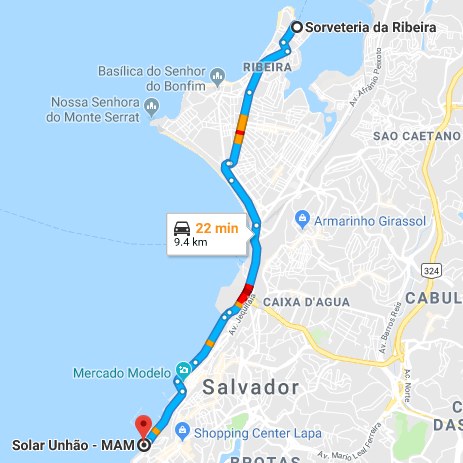 Sorveteria da Ribeira
RIBEIRA
Basílica do Senhor
do Bonfim
Av. Afrânio Peixoto
Nossa Senhora
do Monte Serrat
SAO CAETANO
22 min
9.4 km
Armarinho Girassol
324
CABUL
Av. Jequitaia
CAIXA D'AGUA
Av. Barros Reis
Mercado Modelo
Salvador
Av. Norte
C
DAS
Solar Unhão - MAM
Shopping Center Lapa
Av. Mario Leal Ferreira
BROTAS